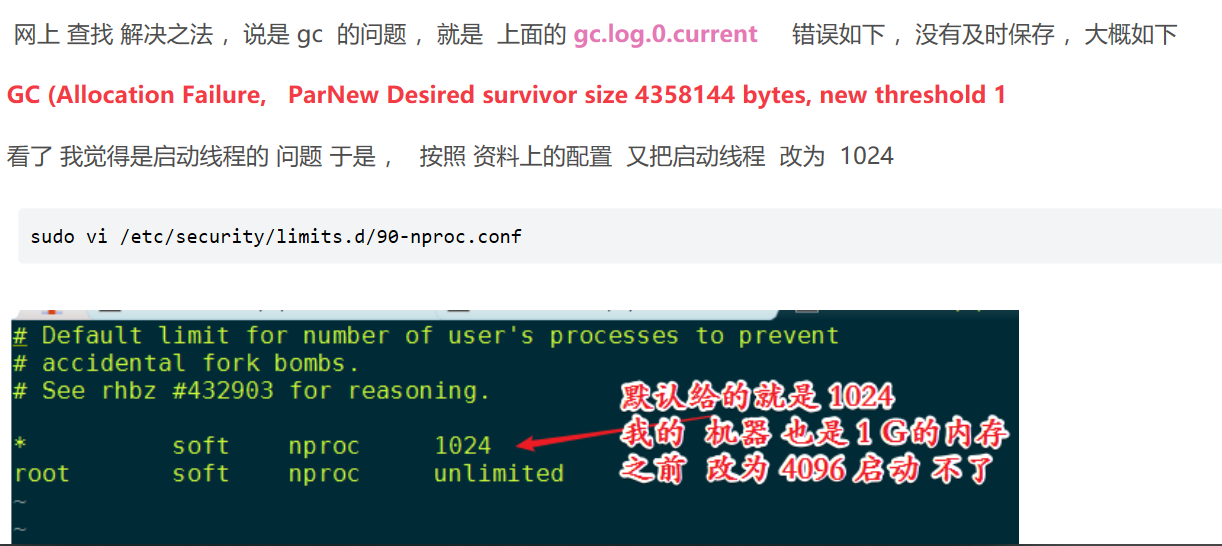 网上 查找 解决之法 ，说是 gc 的问题 ，就是 上面的 gc.log.0.current 错误如下 ，没有及时保存 ，大概如下
GC (Allocation Failure, ParNew Desired survivor size 4358144 bytes, new threshold 1
看了 我觉得是启动线程的 问题 于是 ， 按照 资料上的配置 又把启动线程 改为 1024
sudo vi /etc/security/limits.d/90-nproc.conf
# Default limit for number of user's processes to prevent
# accidental fork bombs.
# See rhbz #432903 for reasoning.
默认给的就是 1024
* soft nproc 1024
我的 机器 也是 1 G的内存
root soft nproc unlimited
之前 改为 4096 启动 不了
~
~